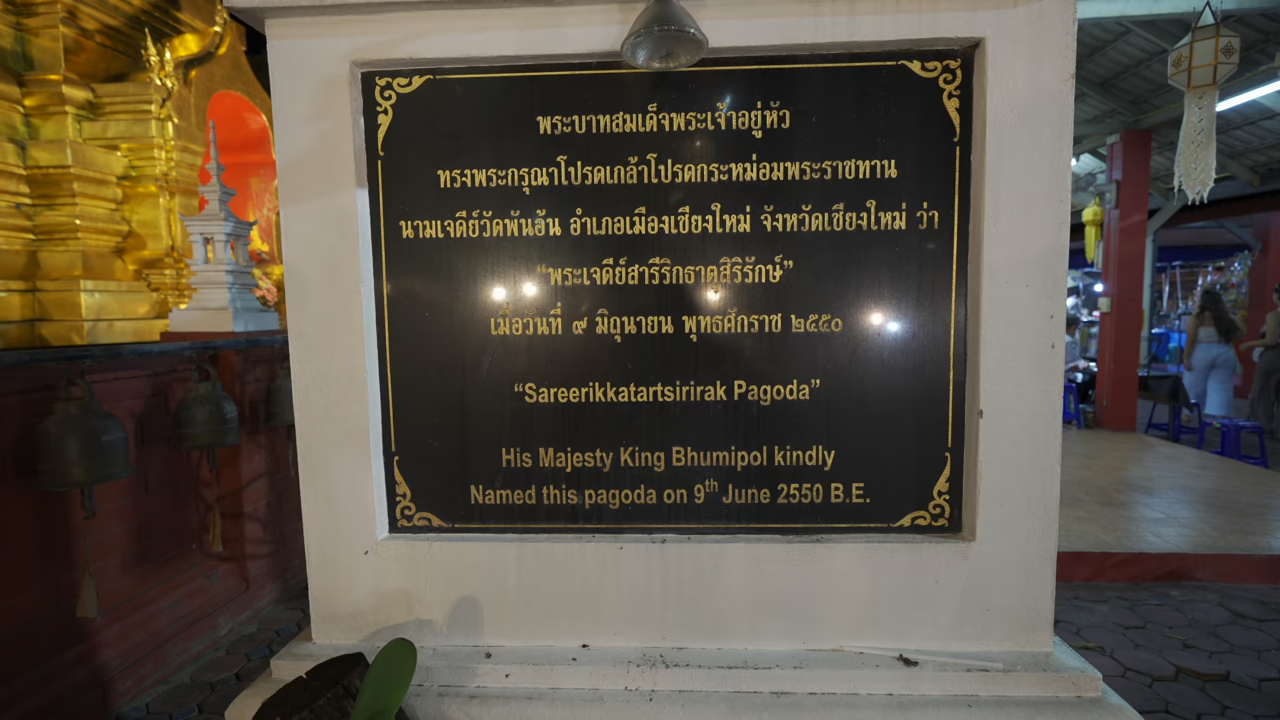 พระบาทสมเด็จพระเจ้าอยู่หัว
ทรงพระกรุณาโปรดเกล้าโปรดกระหม่อมพระราชทาน
นามเจดีย์วัดพันอ้น อำเภอเมืองเชียงใหม่ จังหวัดเชียงใหม่ ว่า
“พระเจดีย์สารีริกธาตุสิริรักษ์”
เมื่อวันที่ ๙ มิถุนายน พุทธศักราช ๒๕๕๐
“Sareerikkatartsirirak Pagoda”
His Majesty King Bhumipol kindly
Named this pagoda on 9th June 2550 B.E.